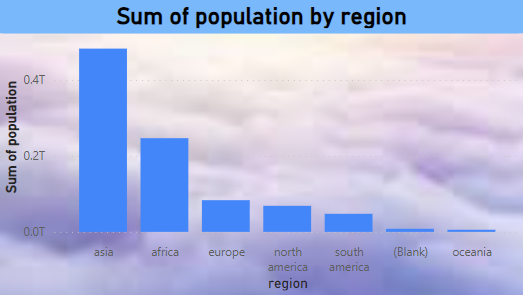 Sum of population by region
Sum of population
0.4T
0.2T
0.0T
asia
africa
europe
north
america
south
america
(Blank)
oceania
region